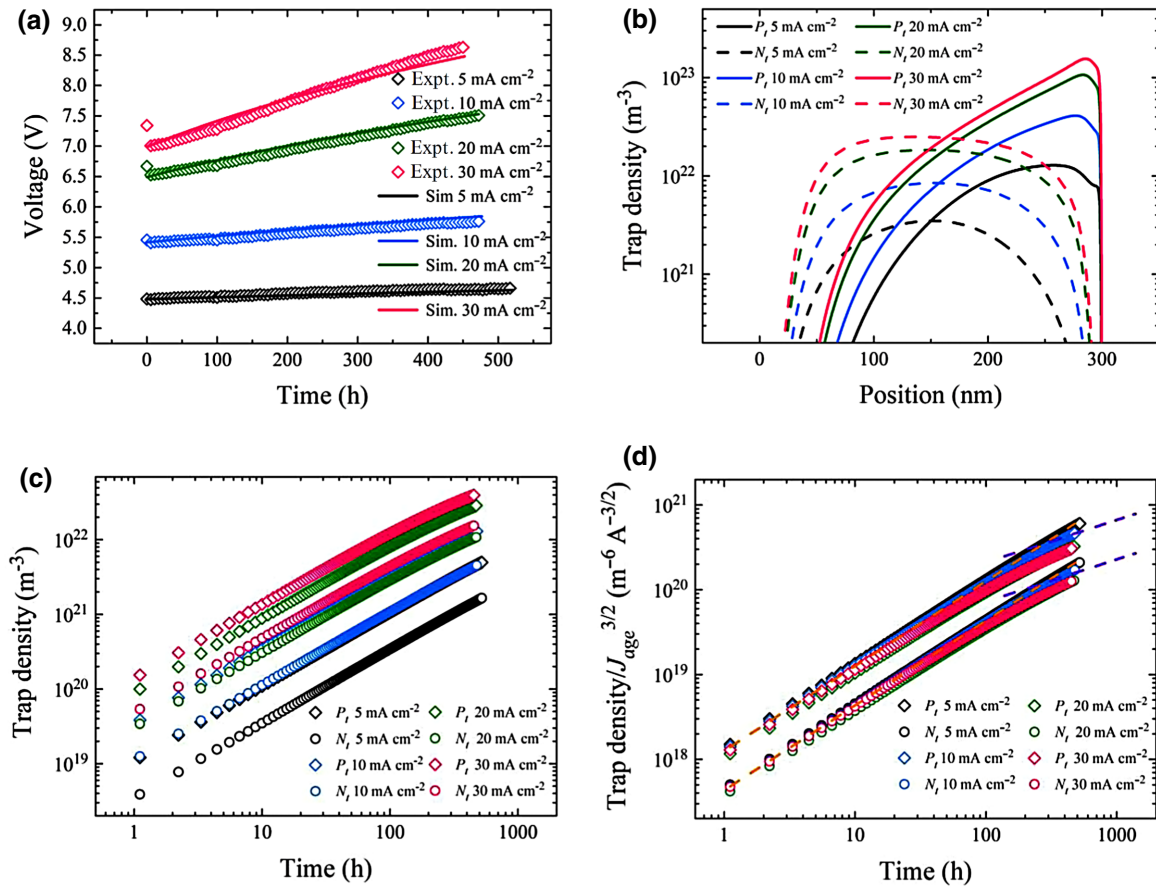 (a)
9.0
8.5
8.0
7.5
7.0
6.5
6.0
5.5
5.0
4.5
4.0
Voltage (V)
Expt. 5 mA cm⁻²
Expt. 10 mA cm⁻²
Expt. 20 mA cm⁻²
Expt. 30 mA cm⁻²
Sim 5 mA cm⁻²
Sim. 10 mA cm⁻²
Sim. 20 mA cm⁻²
Sim. 30 mA cm⁻²
0 100 200 300 400 500
Time (h)
(b)
P_t 5 mA cm⁻² P_t 20 mA cm⁻²
N_t 5 mA cm⁻² N_t 20 mA cm⁻²
P_t 10 mA cm⁻² P_t 30 mA cm⁻²
N_t 10 mA cm⁻² N_t 30 mA cm⁻²
10²³
10²²
10²¹
Trap density (m⁻³)
0 100 200 300
Position (nm)
(c)
10²²
10²¹
10²⁰
10¹⁹
Trap density (m⁻³)
P_t 5 mA cm⁻² P_t 20 mA cm⁻²
N_t 5 mA cm⁻² N_t 20 mA cm⁻²
P_t 10 mA cm⁻² P_t 30 mA cm⁻²
N_t 10 mA cm⁻² N_t 30 mA cm⁻²
1 10 100 1000
Time (h)
(d)
10²¹
10²⁰
10¹⁹
10¹⁸
Trap density/J_age^3/2 (m⁻⁶ A⁻³/²)
P_t 5 mA cm⁻² P_t 20 mA cm⁻²
N_t 5 mA cm⁻² N_t 20 mA cm⁻²
P_t 10 mA cm⁻² P_t 30 mA cm⁻²
N_t 10 mA cm⁻² N_t 30 mA cm⁻²
1 10 100 1000
Time (h)